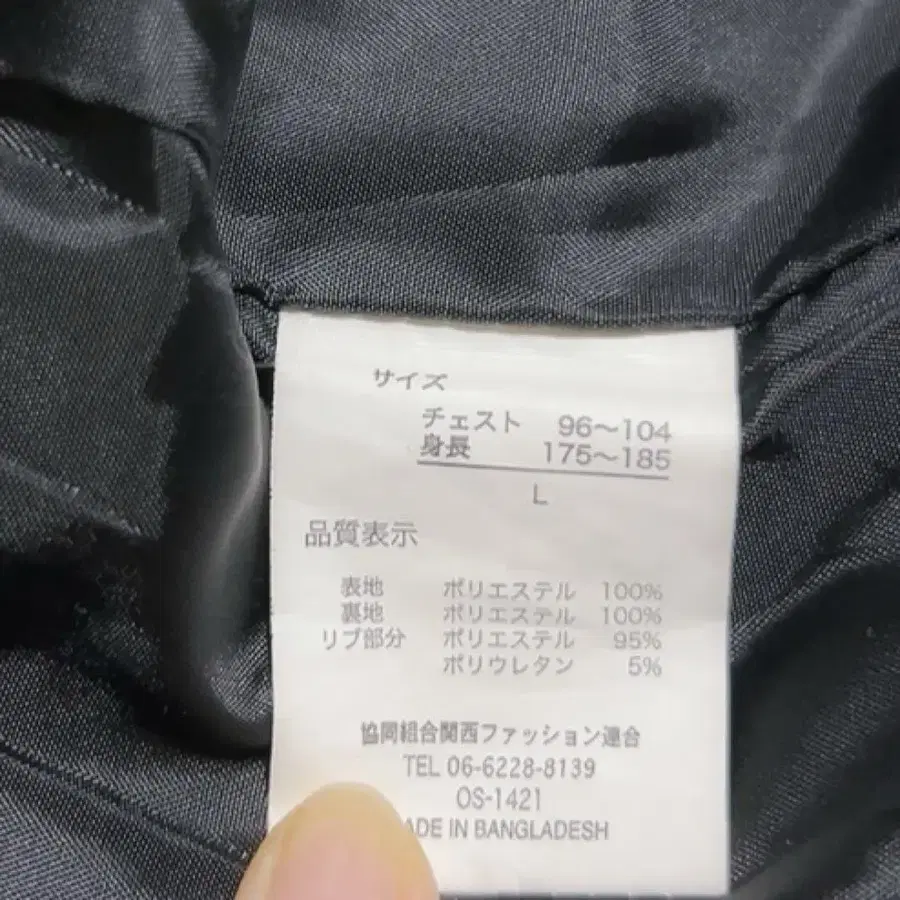 サイズ
チェスト 96～104
身長 175～185
L
品質表示
表地 ポリエステル 100%
裏地 ポリエステル 100%
リブ部分 ポリエステル 95%
ポリウレタン 5%
協同組合関西ファッション連合
TEL 06-6228-8139
OS-1421
ADE IN BANGLADESH